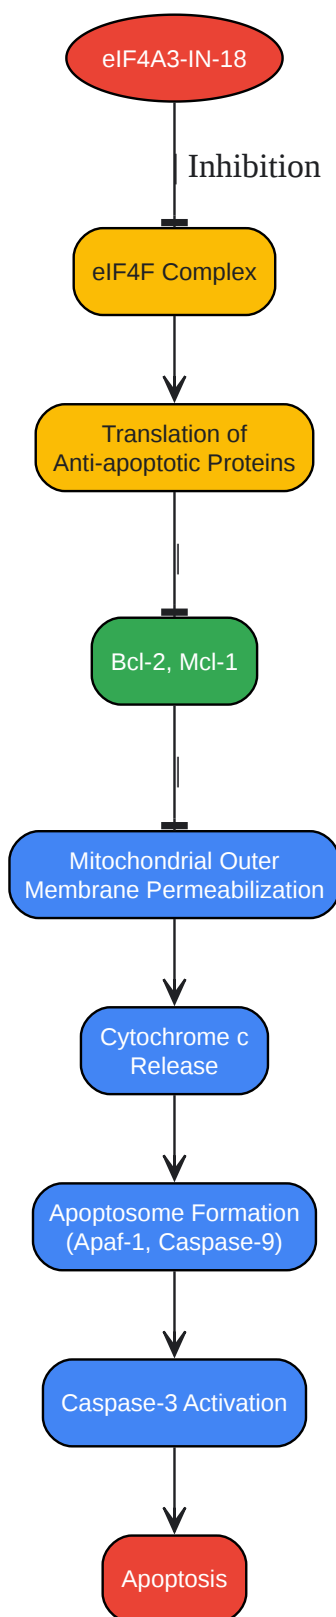 eIF4A3-IN-18
Inhibition
eIF4F Complex
Translation of
Anti-apoptotic Proteins
Bcl-2, Mcl-1
Mitochondrial Outer
Membrane Permeabilization
Cytochrome c
Release
Apoptosome Formation
(Apaf-1, Caspase-9)
Caspase-3 Activation
Apoptosis